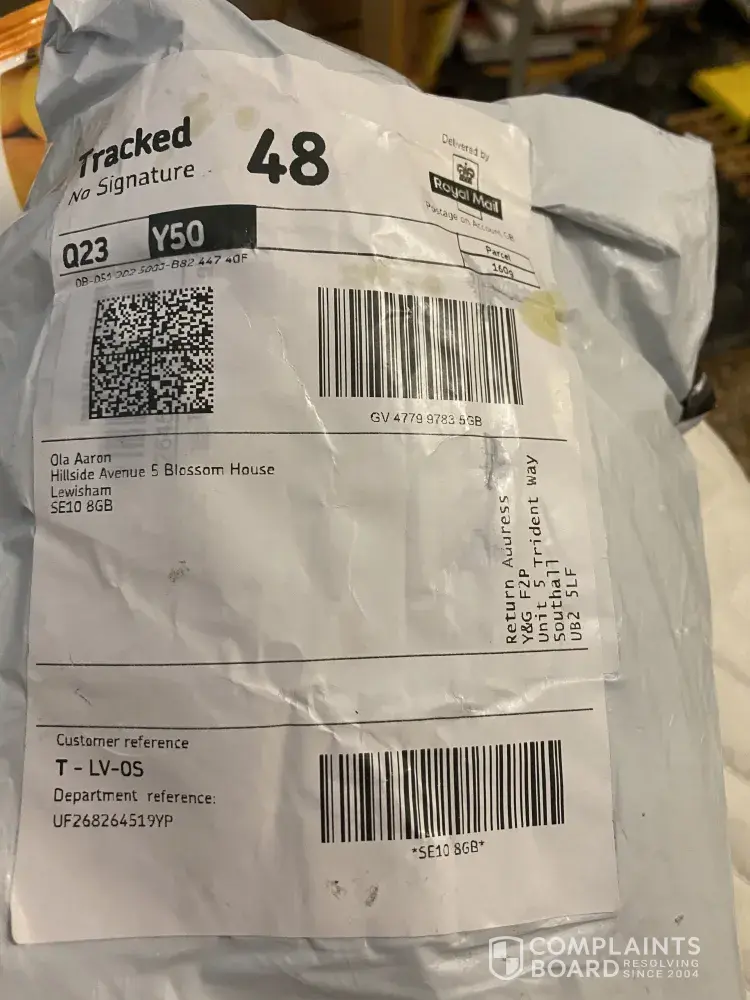 Tracked 48
No Signature
Delivered by
Royal Mail
Postage on Account GB
Q23 Y50
Parcel
160g
GV 4779 9783 5GB
Ola Aaron
Hillside Avenue 5 Blossom House
Lewisham
SE10 8GB
Return Address
Y&G F2P
Unit 5 Trident way
Southall
UB2 5LF
Customer reference
T - LV-OS
Department reference:
UF268264519YP
*SE10 8GB*
COMPLAINTS
BOARD RESOLVING
SINCE 2004